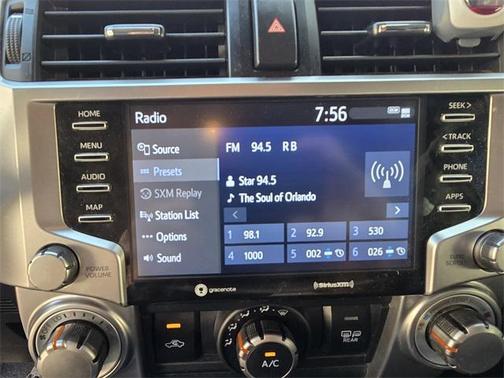 HOME
MENU
AUDIO
MAP
POWER
VOLUME
Radio
7:56
Source
Presets
SXM Replay
Station List
Options
Sound
FM 94.5 R B
Star 94.5
The Soul of Orlando
1 98.1
2 92.9
3 530
4 1000
5 002
6 026
gracenote
SiriusXM
SEEK >
< TRACK
PHONE
APPS
SCROLL
A/C
REAR